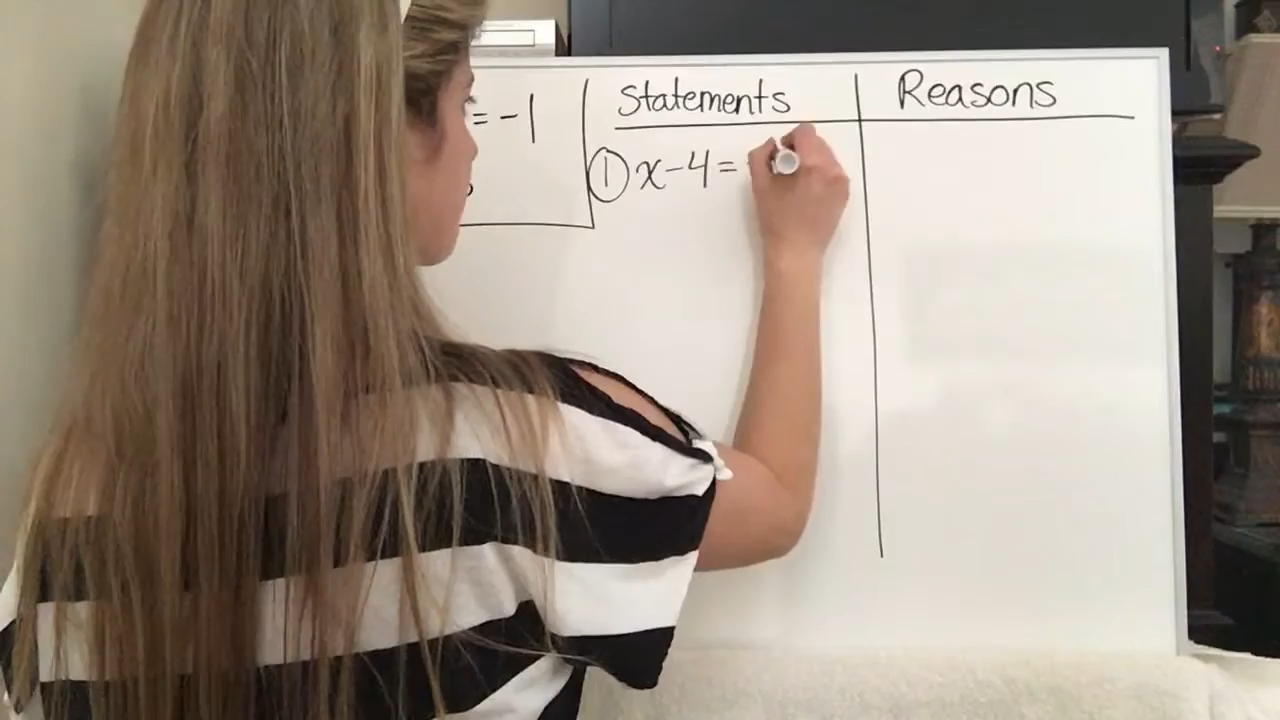 = -1
Statements
Reasons
① x-4=